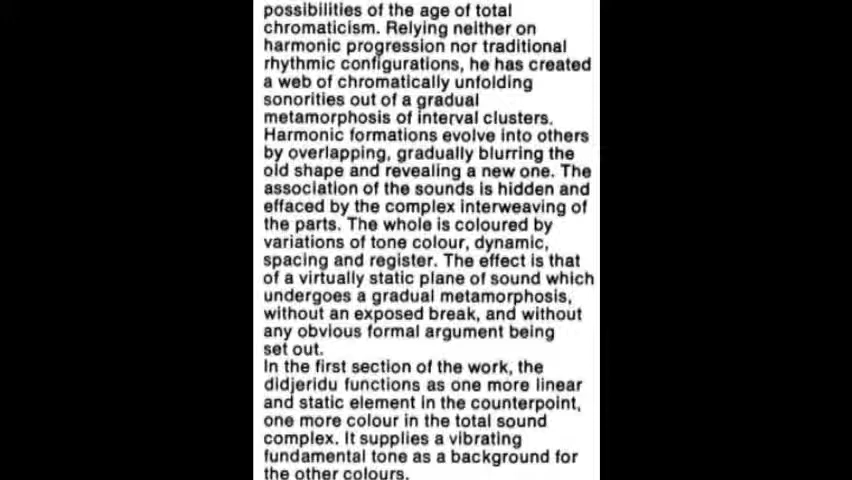 possibilities of the age of total
chromaticism. Relying neither on
harmonic progression nor traditional
rhythmic configurations, he has created
a web of chromatically unfolding
sonorities out of a gradual
metamorphosis of interval clusters.
Harmonic formations evolve into others
by overlapping, gradually blurring the
old shape and revealing a new one. The
association of the sounds is hidden and
effaced by the complex interweaving of
the parts. The whole is coloured by
variations of tone colour, dynamic,
spacing and register. The effect is that
of a virtually static plane of sound which
undergoes a gradual metamorphosis,
without an exposed break, and without
any obvious formal argument being
set out.
In the first section of the work, the
didjeridu functions as one more linear
and static element in the counterpoint,
one more colour in the total sound
complex. It supplies a vibrating
fundamental tone as a background for
the other colours.